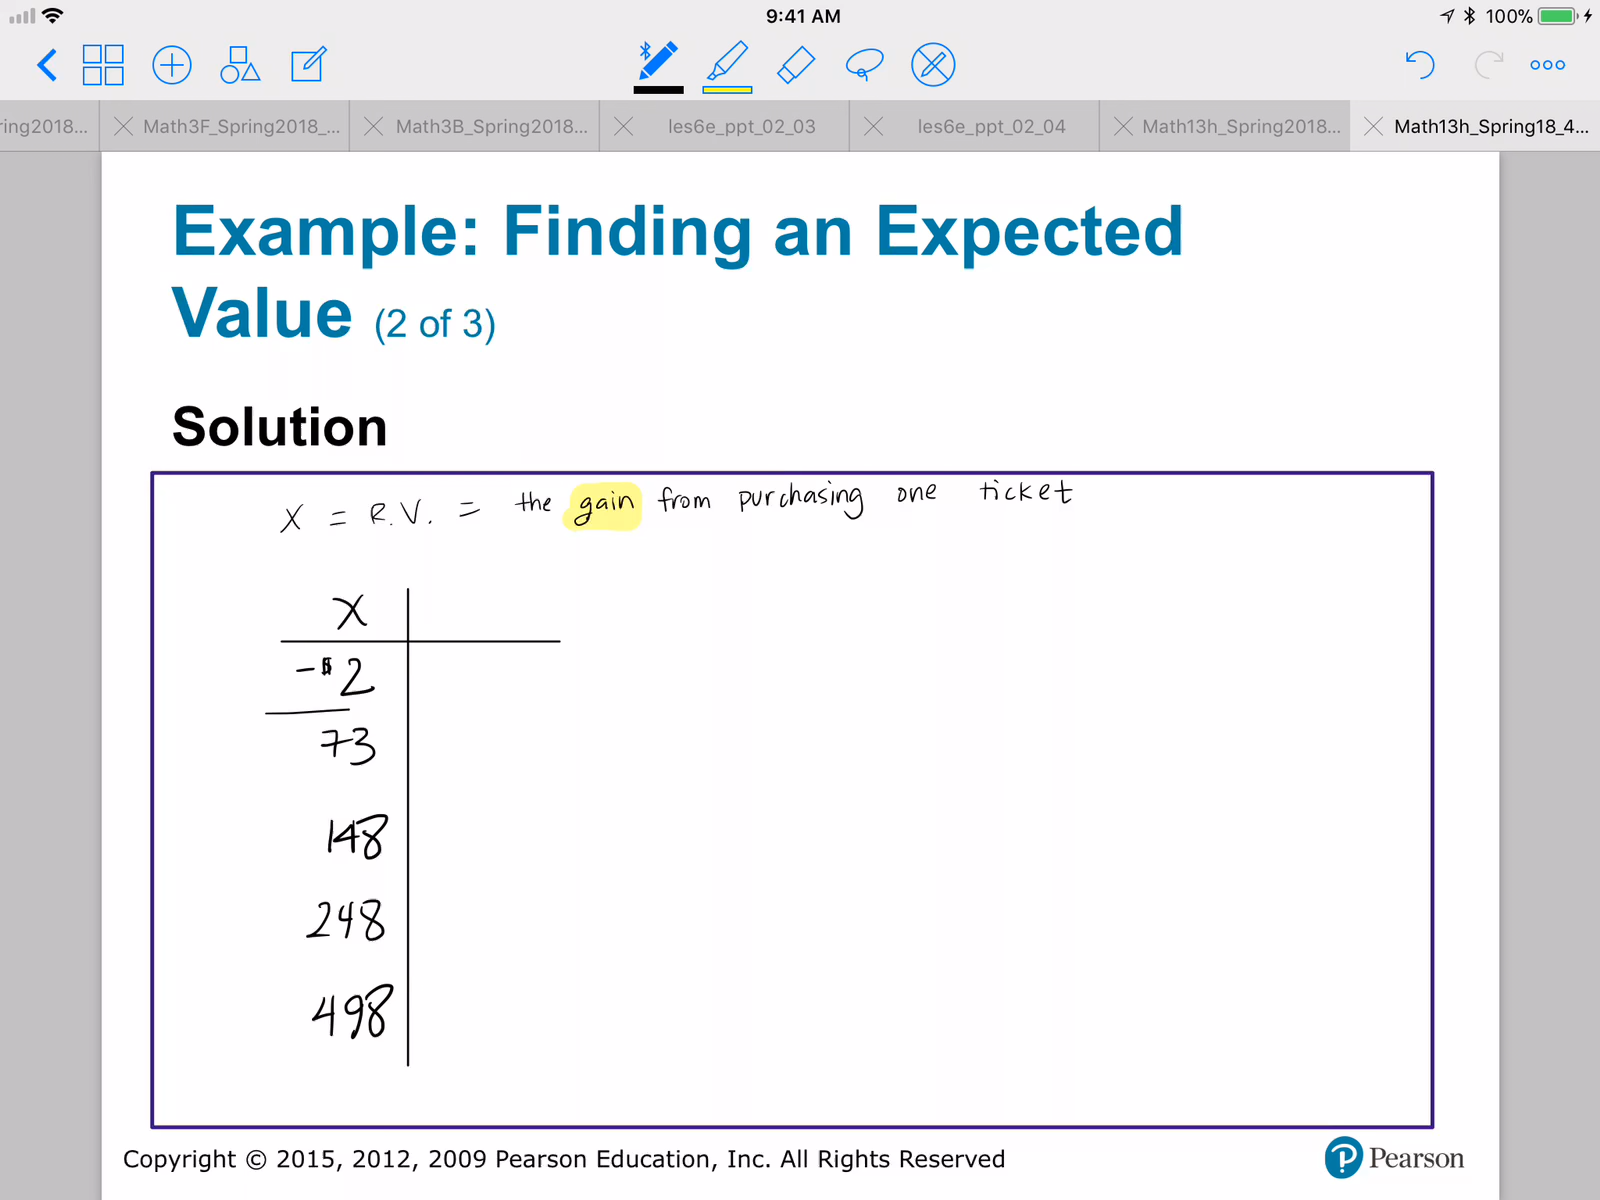 9:41 AM
100%
ring2018...
Math3F_Spring2018_...
Math3B_Spring2018...
les6e_ppt_02_03
les6e_ppt_02_04
Math13h_Spring2018...
Math13h_Spring18_4...
Example: Finding an Expected
Value (2 of 3)
Solution
X = R.V. = the gain from purchasing one ticket
X
-$2
73
148
248
498
Copyright © 2015, 2012, 2009 Pearson Education, Inc. All Rights Reserved
Pearson